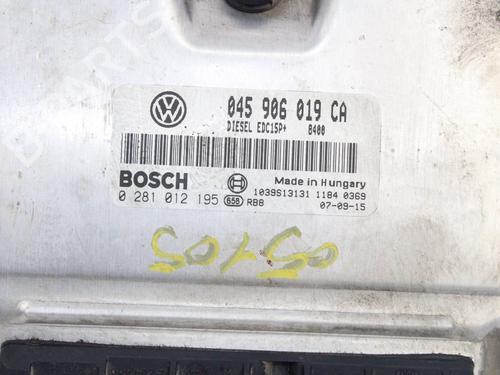 045 906 019 CA
DIESEL EDC15P+ 8400
BOSCH
Made in Hungary
1039S13131 1184 0369
0 281 012 195 658 RB8 07-09-15